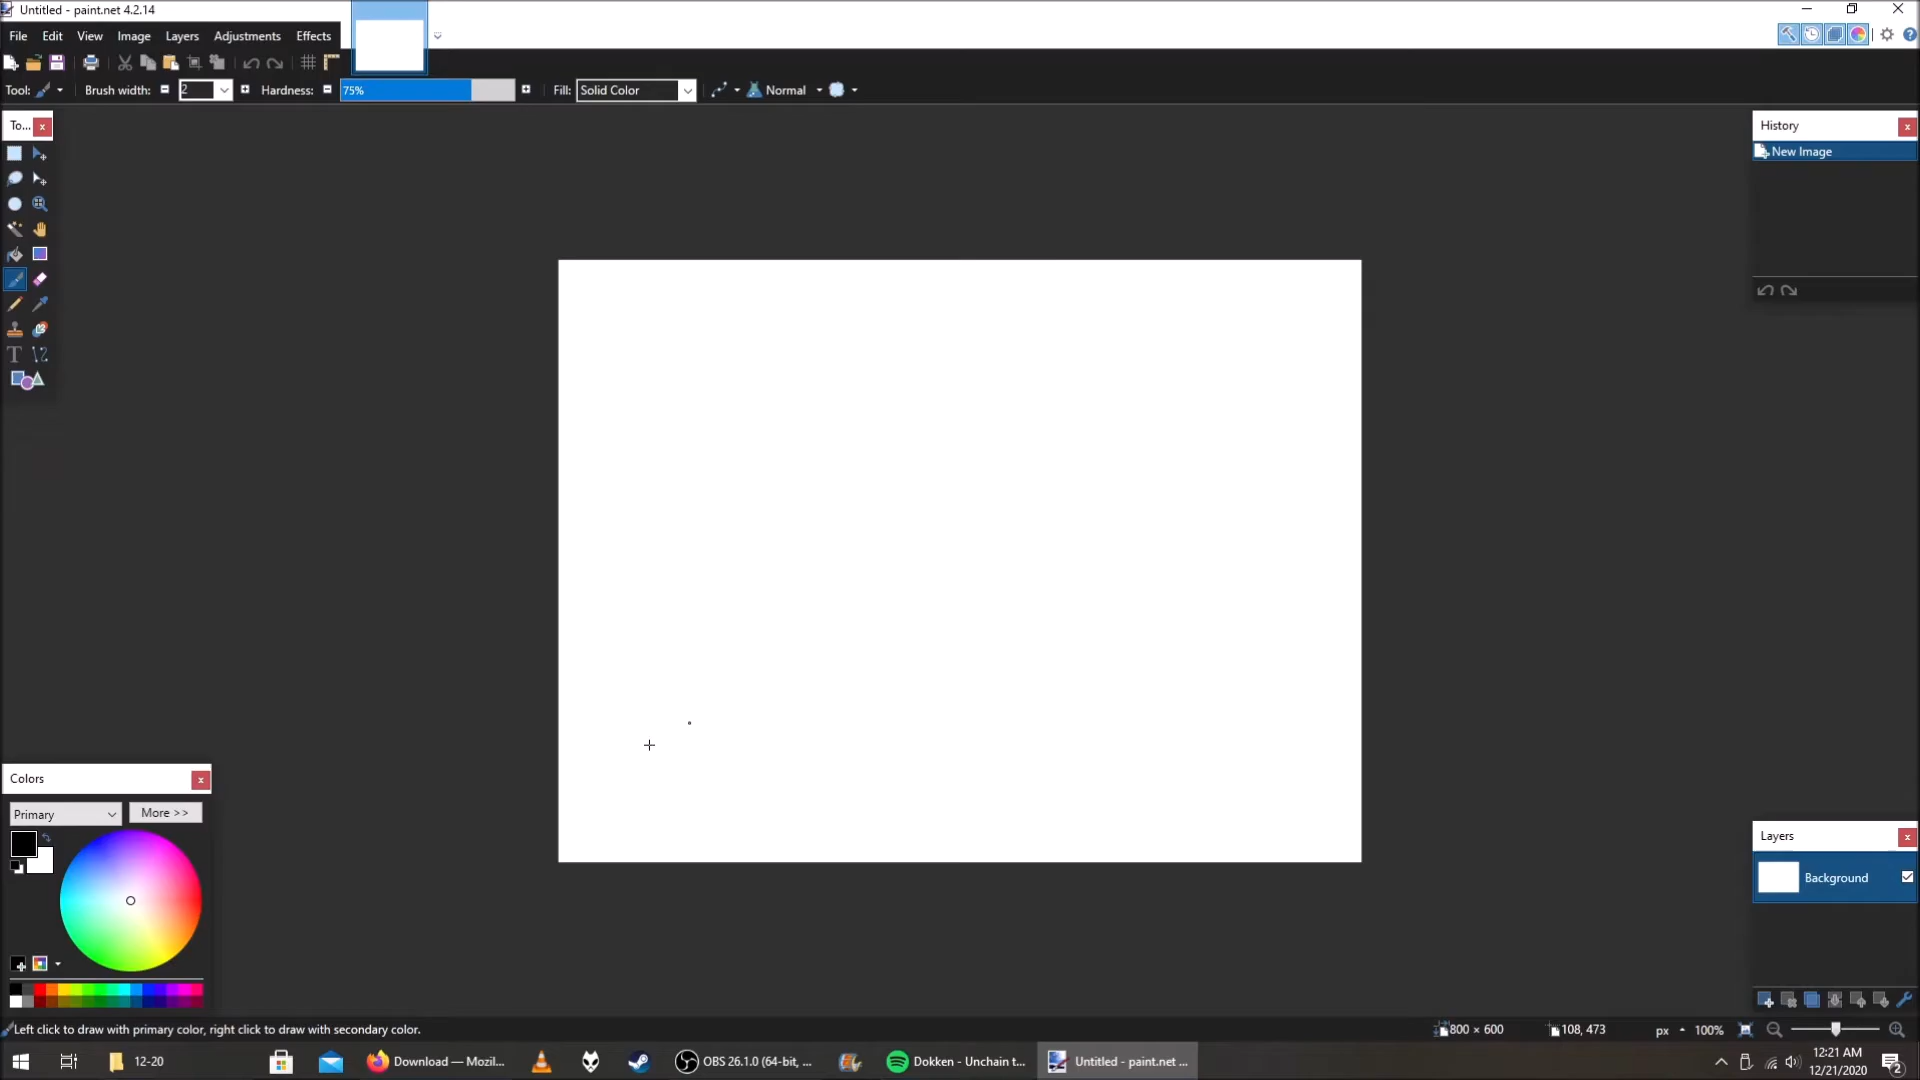 Untitled - paint.net 4.2.14
File Edit View Image Layers Adjustments Effects
Tool: Brush width: 2 Hardness: 75% Fill: Solid Color Normal
To...
History
New Image
Colors
Primary More >>
Layers
Background
Left click to draw with primary color, right click to draw with secondary color.
800 × 600 108, 473 px 100%
12-20 Download — Mozil... OBS 26.1.0 (64-bit, ... Dokken - Unchain t... Untitled - paint.net ...
12:21 AM
12/21/2020
2